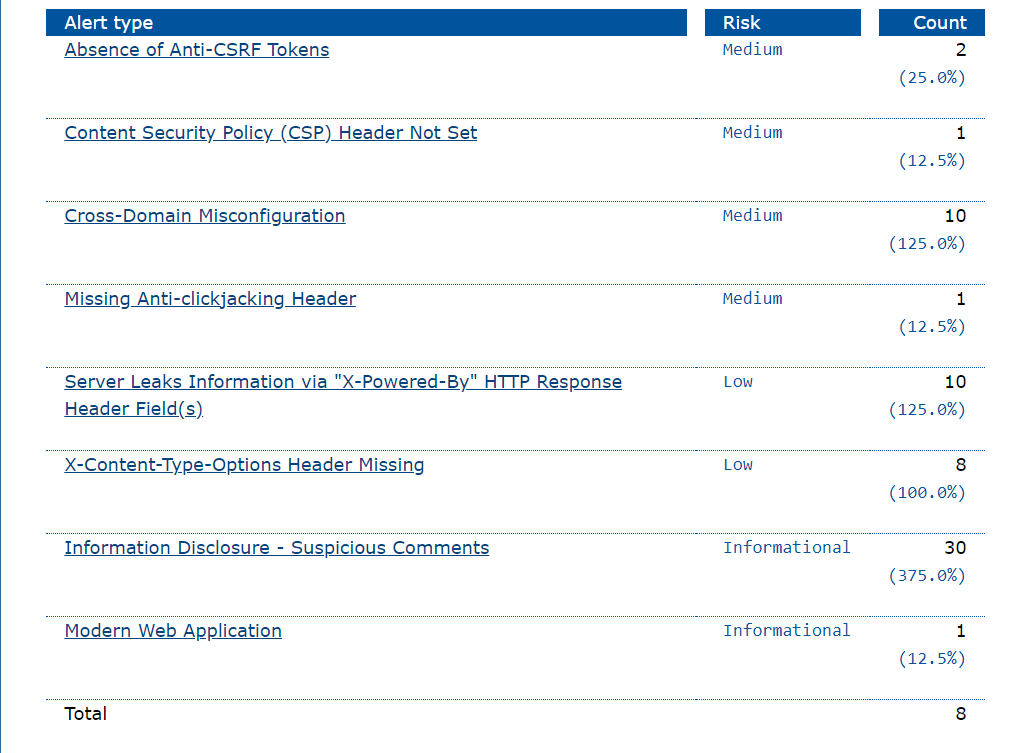 Alert type Risk Count
Absence of Anti-CSRF Tokens Medium 2
(25.0%)
Content Security Policy (CSP) Header Not Set Medium 1
(12.5%)
Cross-Domain Misconfiguration Medium 10
(125.0%)
Missing Anti-clickjacking Header Medium 1
(12.5%)
Server Leaks Information via "X-Powered-By" HTTP Response Low 10
Header Field(s) (125.0%)
X-Content-Type-Options Header Missing Low 8
(100.0%)
Information Disclosure - Suspicious Comments Informational 30
(375.0%)
Modern Web Application Informational 1
(12.5%)
Total 8